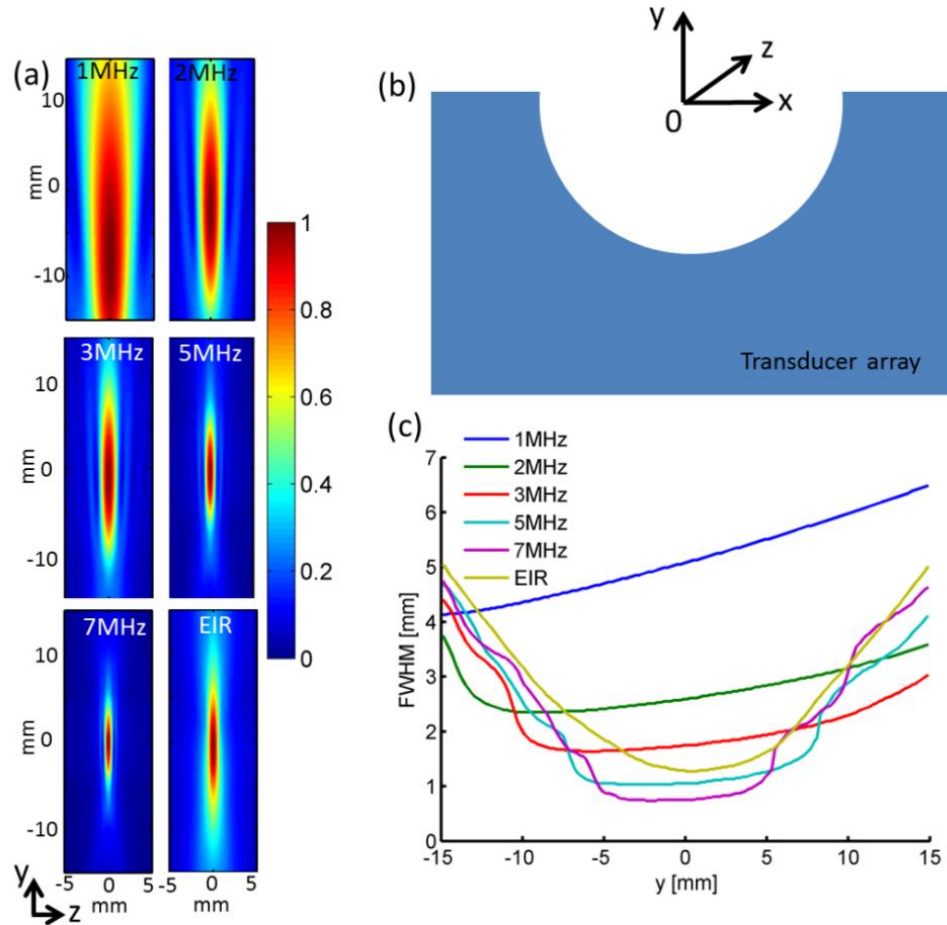 (a)
1MHz
2MHz
10
0
-10
mm
3MHz
5MHz
10
0
-10
mm
7MHz
EIR
10
0
-10
mm
-5 0 5
mm
-5 0 5
mm
y
z
1
0.8
0.6
0.4
0.2
0
(b)
y
z
x
0
Transducer array
(c)
1MHz
2MHz
3MHz
5MHz
7MHz
EIR
FWHM [mm]
7
6
5
4
3
2
1
0
-15 -10 -5 0 5 10 15
y [mm]